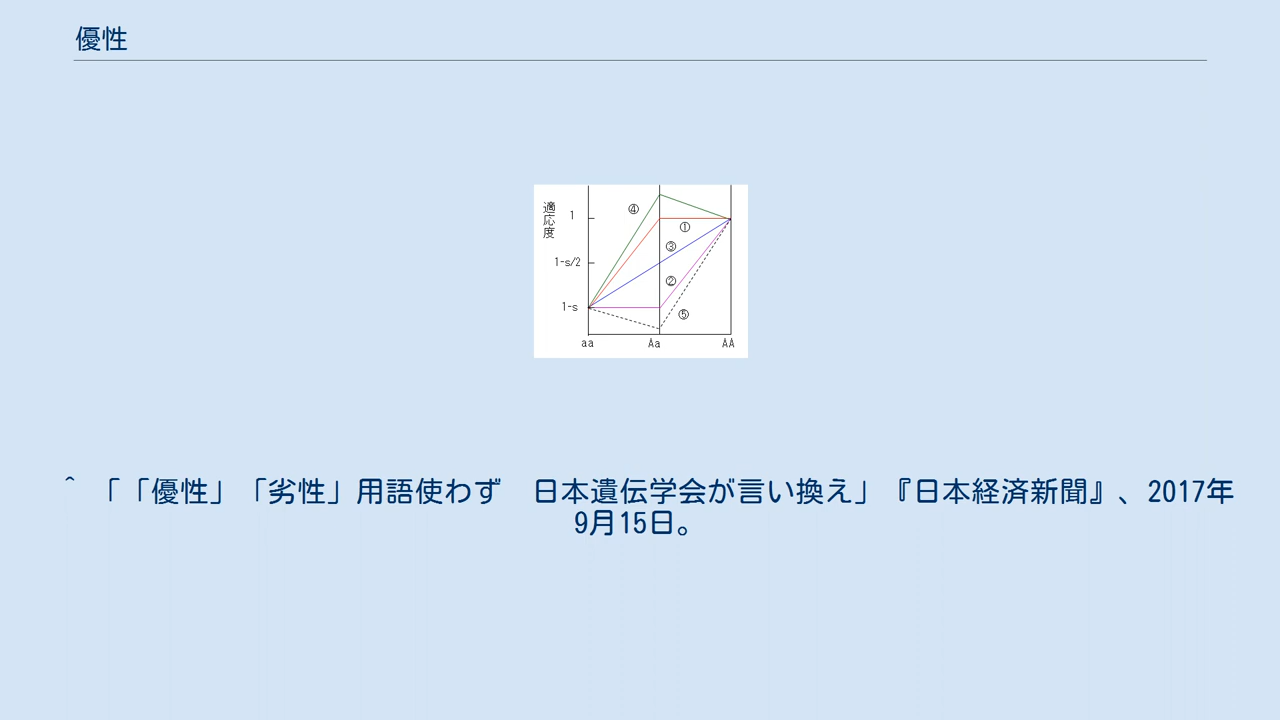 優性
適応度
④
1
①
③
1-s/2
②
1-s
⑤
aa Aa AA
^ 「「優性」「劣性」用語使わず　日本遺伝学会が言い換え」『日本経済新聞』、2017年
9月15日。